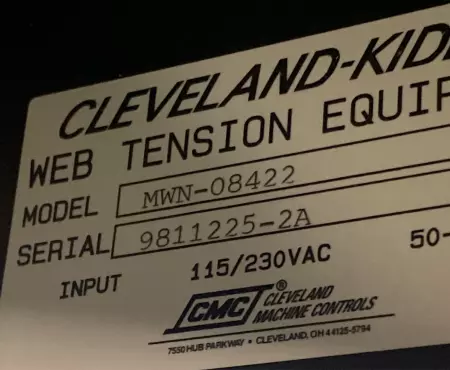 CLEVELAND-KID
WEB TENSION EQUIP
MODEL MWN-08422
SERIAL 9811225-2A
INPUT 115/230VAC 50-
CMC® CLEVELAND
MACHINE CONTROLS
7550 HUB PARKWAY • CLEVELAND, OH 44125-5794